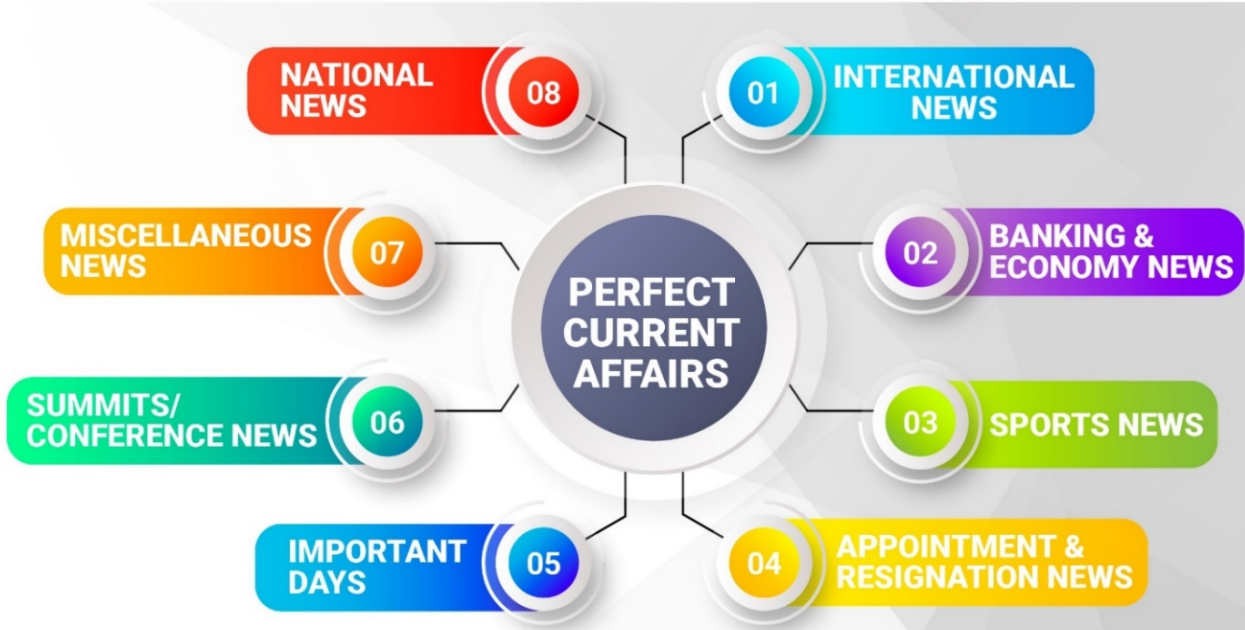 NATIONAL
NEWS
08
01
INTERNATIONAL
NEWS
MISCELLANEOUS
NEWS
07
02
BANKING &
ECONOMY NEWS
PERFECT
CURRENT
AFFAIRS
SUMMITS/
CONFERENCE NEWS
06
03
SPORTS NEWS
IMPORTANT
DAYS
05
04
APPOINTMENT &
RESIGNATION NEWS